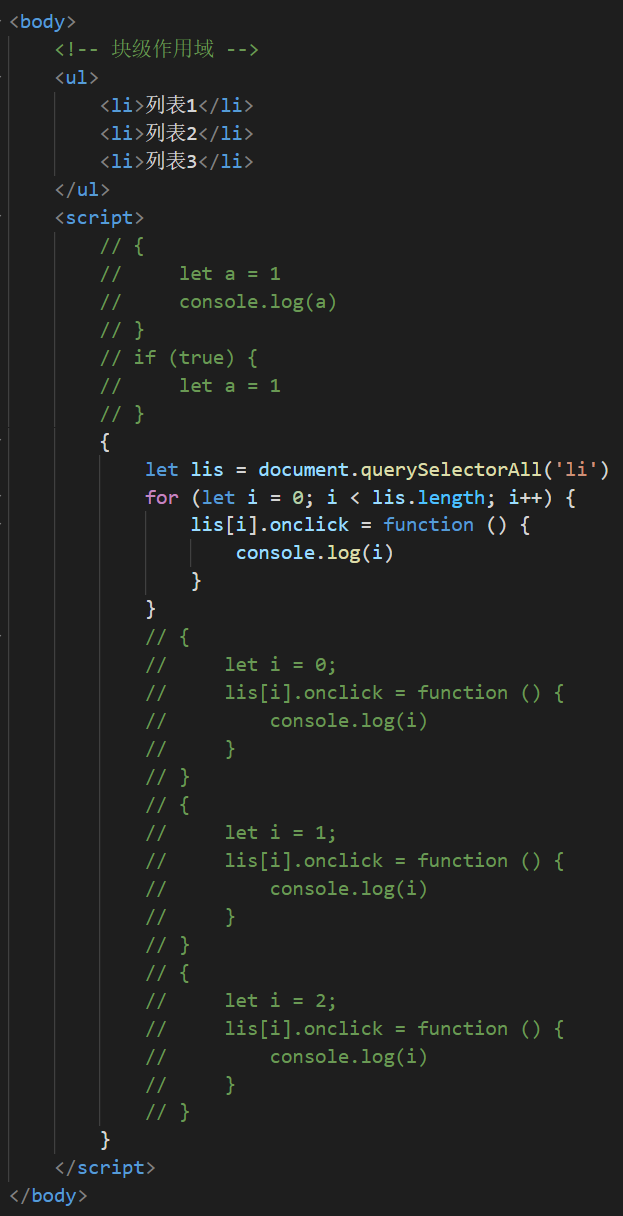 <body>
    <!-- 块级作用域 -->
    <ul>
        <li>列表1</li>
        <li>列表2</li>
        <li>列表3</li>
    </ul>
    <script>
        // {
        //     let a = 1
        //     console.log(a)
        // }
        // if (true) {
        //     let a = 1
        // }
        {
            let lis = document.querySelectorAll('li')
            for (let i = 0; i < lis.length; i++) {
                lis[i].onclick = function () {
                    console.log(i)
                }
            }
            // {
            //     let i = 0;
            //     lis[i].onclick = function () {
            //         console.log(i)
            //     }
            // }
            // {
            //     let i = 1;
            //     lis[i].onclick = function () {
            //         console.log(i)
            //     }
            // }
            // {
            //     let i = 2;
            //     lis[i].onclick = function () {
            //         console.log(i)
            //     }
            // }
        }
    </script>
</body>